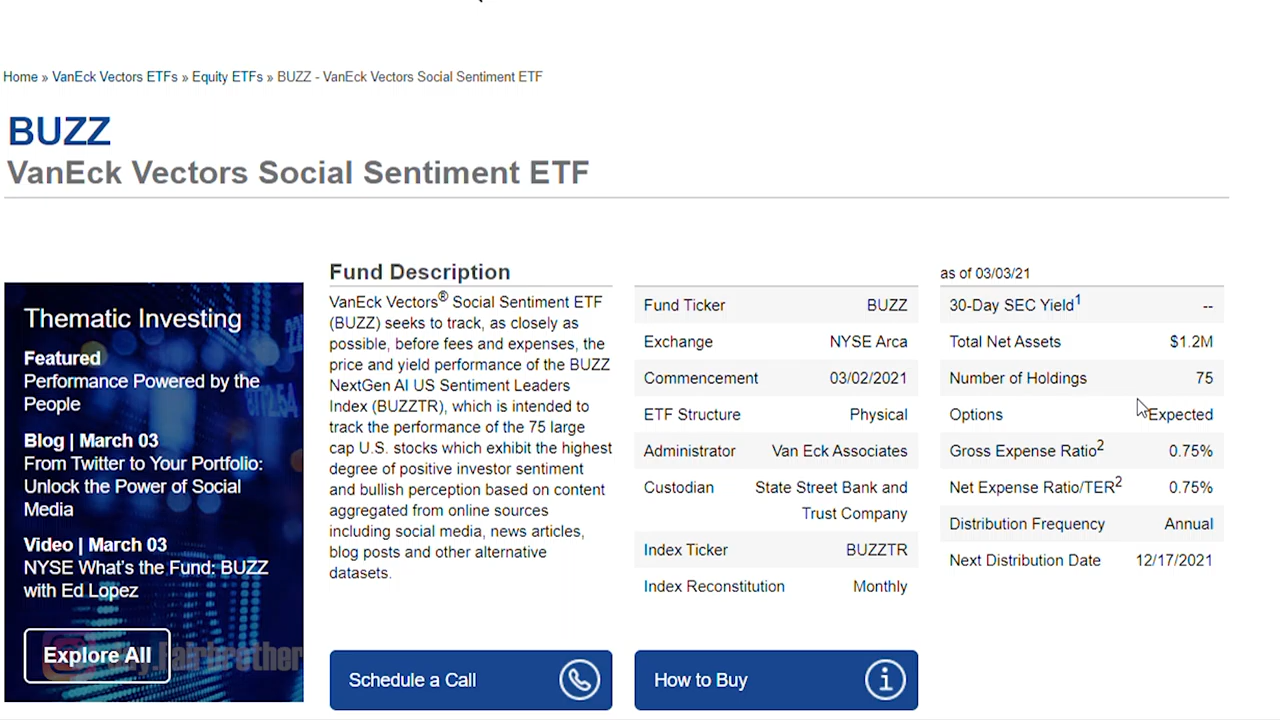 Home » VanEck Vectors ETFs » Equity ETFs » BUZZ - VanEck Vectors Social Sentiment ETF
BUZZ
VanEck Vectors Social Sentiment ETF
Thematic Investing
Featured
Performance Powered by the
People
Blog | March 03
From Twitter to Your Portfolio:
Unlock the Power of Social
Media
Video | March 03
NYSE What's the Fund: BUZZ
with Ed Lopez
Explore All
Fund Description
VanEck Vectors® Social Sentiment ETF
(BUZZ) seeks to track, as closely as
possible, before fees and expenses, the
price and yield performance of the BUZZ
NextGen AI US Sentiment Leaders
Index (BUZZTR), which is intended to
track the performance of the 75 large
cap U.S. stocks which exhibit the highest
degree of positive investor sentiment
and bullish perception based on content
aggregated from online sources
including social media, news articles,
blog posts and other alternative
datasets.
Schedule a Call
Fund Ticker BUZZ
Exchange NYSE Arca
Commencement 03/02/2021
ETF Structure Physical
Administrator Van Eck Associates
Custodian State Street Bank and
Trust Company
Index Ticker BUZZTR
Index Reconstitution Monthly
How to Buy
as of 03/03/21
30-Day SEC Yield1 --
Total Net Assets $1.2M
Number of Holdings 75
Options Expected
Gross Expense Ratio2 0.75%
Net Expense Ratio/TER2 0.75%
Distribution Frequency Annual
Next Distribution Date 12/17/2021